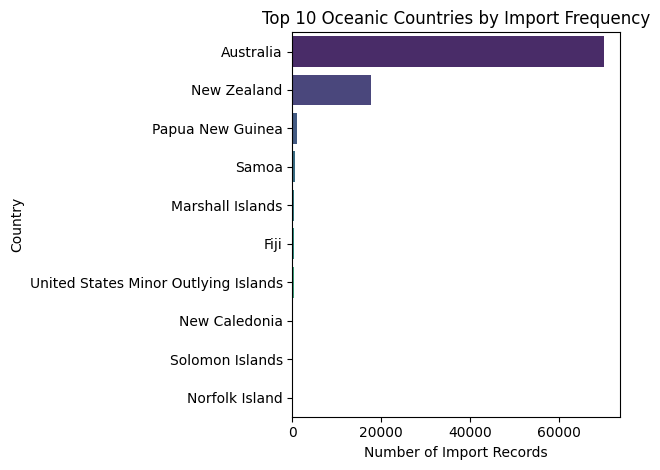 Top 10 Oceanic Countries by Import Frequency
Australia
New Zealand
Papua New Guinea
Samoa
Marshall Islands
Fiji
United States Minor Outlying Islands
New Caledonia
Solomon Islands
Norfolk Island
Country
0 20000 40000 60000
Number of Import Records